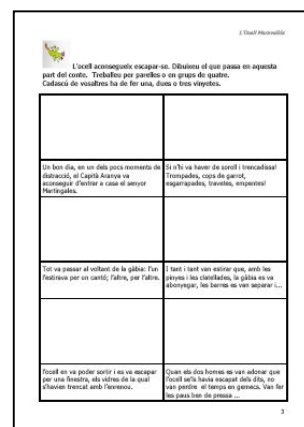 L'Ocell Meravellós
L'ocell aconsegueix escapar-se. Dibuixeu el que passa en aquesta
part del conte. Treballeu per parelles o en grups de quatre.
Cadascú de vosaltres ha de fer una, dues o tres vinyetes.
Un bon dia, en un dels pocs moments de
distracció, el Capità Aranya va
aconseguir d'entrar a casa el senyor
Martingales.
Si n'hi va haver de soroll i trencadissa!
Trompades, cops de garrot,
esgarrapades, travetes, empentes!
Tot va passar al voltant de la gàbia: l'un
l'estirava per un cantó; l'altre, per l'altre.
I tant i tant van estirar que, amb les
pinyes i les clatellades, la gàbia es va
abonyegar, les barres es van separar i...
l'ocell en va poder sortir i es va escapar
per una finestra, els vidres de la qual
s'havien trencat amb l'enrenou.
Quan els dos homes es van adonar que
l'ocell se'ls havia escapat dels dits, no
van perdre el temps en gemecs. Van fer
les paus ben de pressa ...
3